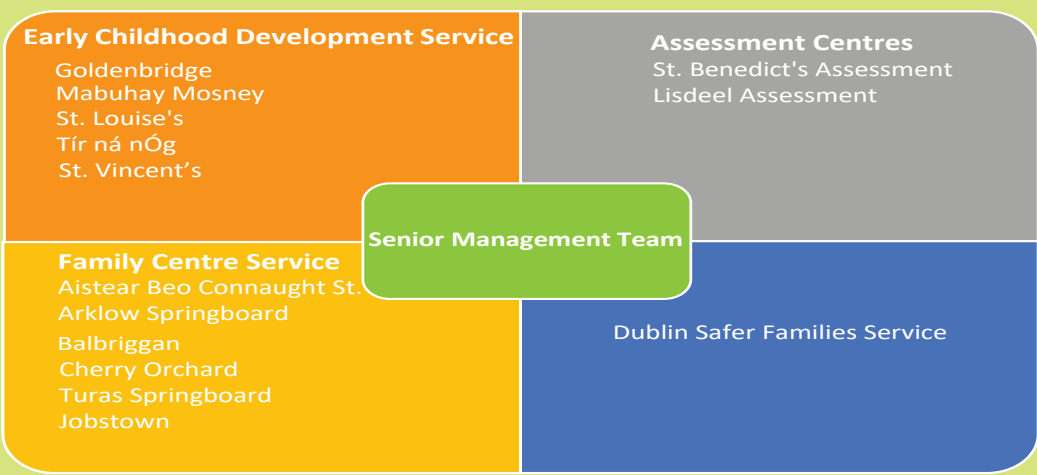 Early Childhood Development Service
Goldenbridge
Mabuhay Mosney
St. Louise's
Tír ná nÓg
St. Vincent’s
Assessment Centres
St. Benedict's Assessment
Lisdeel Assessment
Senior Management Team
Family Centre Service
Aistear Beo Connaught St.
Arklow Springboard
Balbriggan
Cherry Orchard
Turas Springboard
Jobstown
Dublin Safer Families Service